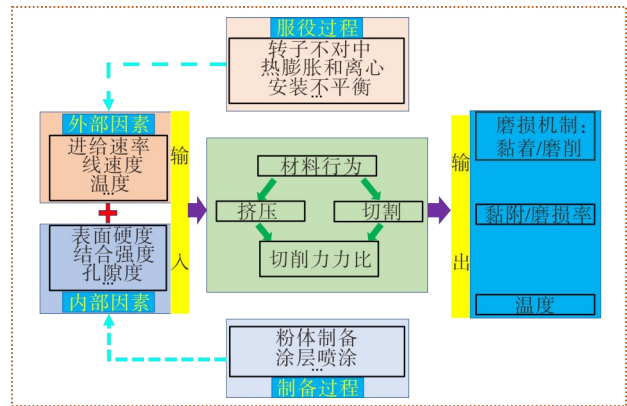 服役过程
转子不对中
热膨胀和离心
安装不平衡
...
外部因素
进给速率
线速度
温度
...
表面硬度
结合强度
孔隙度
...
内部因素
输
入
材料行为
挤压
切割
切削力力比
输
出
磨损机制:
黏着/磨削
黏附/磨损率
温度
粉体制备
涂层喷涂
...
制备过程